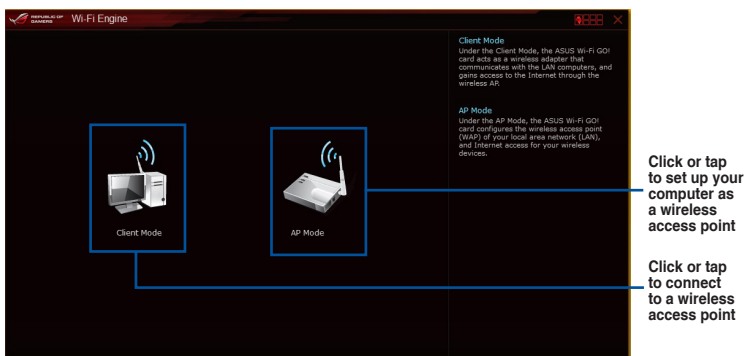 REPUBLIC OF
GAMERS
Wi-Fi Engine
Client Mode
Under the Client Mode, the ASUS Wi-Fi GO!
card acts as a wireless adapter that
communicates with the LAN computers, and
gains access to the Internet through the
wireless AP.
AP Mode
Under the AP Mode, the ASUS Wi-Fi GO!
card configures the wireless access point
(WAP) of your local area network (LAN),
and Internet access for your wireless
devices.
Client Mode
AP Mode
Click or tap
to set up your
computer as
a wireless
access point
Click or tap
to connect
to a wireless
access point